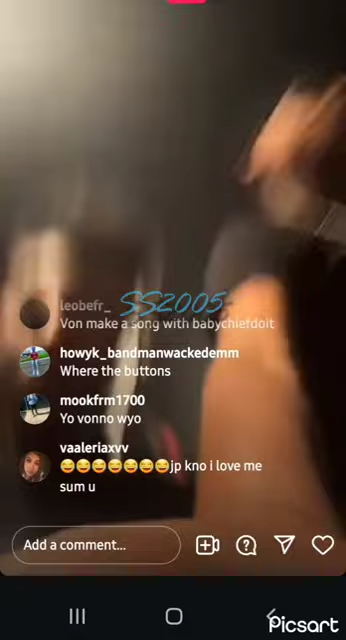 leobefr_
SS2005
Von make a song with babychiefdoit
howyk_bandmanwackedemm
Where the buttons
mookfrm1700
Yo vonno wyo
vaaleriaxvv
😂😂😂😂😂😂😂jp kno i love me
sum u
Add a comment...
Picsart